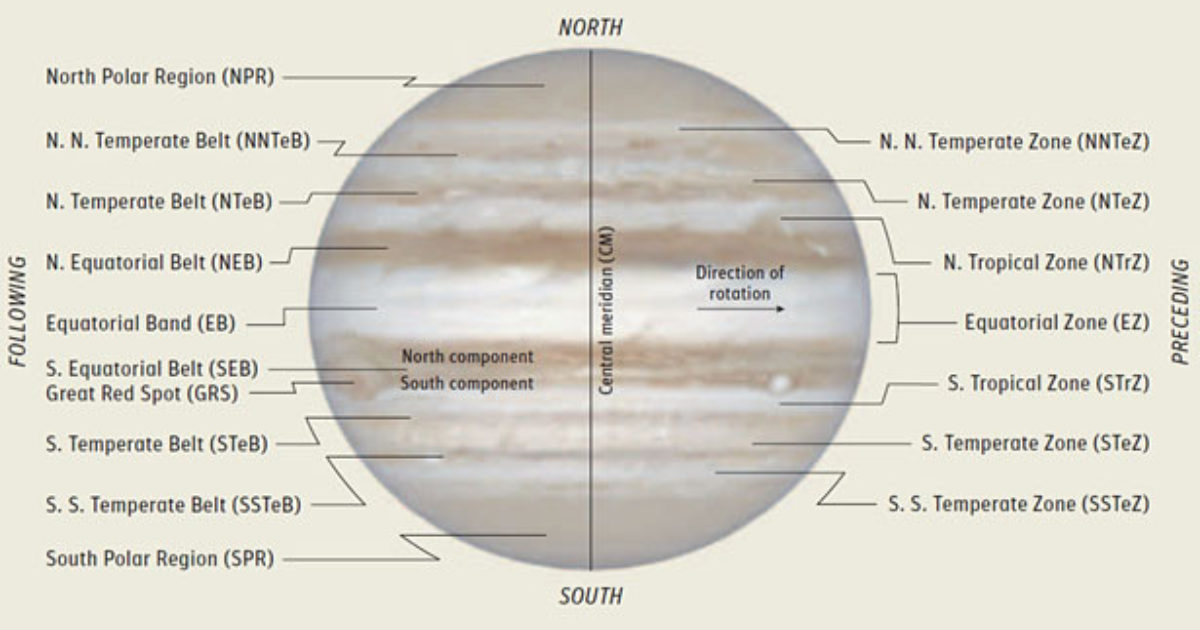 NORTH
North Polar Region (NPR)
N. N. Temperate Belt (NNTeB)
N. Temperate Belt (NTeB)
N. Equatorial Belt (NEB)
Equatorial Band (EB)
S. Equatorial Belt (SEB)
Great Red Spot (GRS)
S. Temperate Belt (STeB)
S. S. Temperate Belt (SSTeB)
South Polar Region (SPR)
FOLLOWING
North component
South component
Central meridian (CM)
Direction of
rotation
N. N. Temperate Zone (NNTeZ)
N. Temperate Zone (NTeZ)
N. Tropical Zone (NTrZ)
Equatorial Zone (EZ)
S. Tropical Zone (STrZ)
S. Temperate Zone (STeZ)
S. S. Temperate Zone (SSTeZ)
PRECEDING
SOUTH